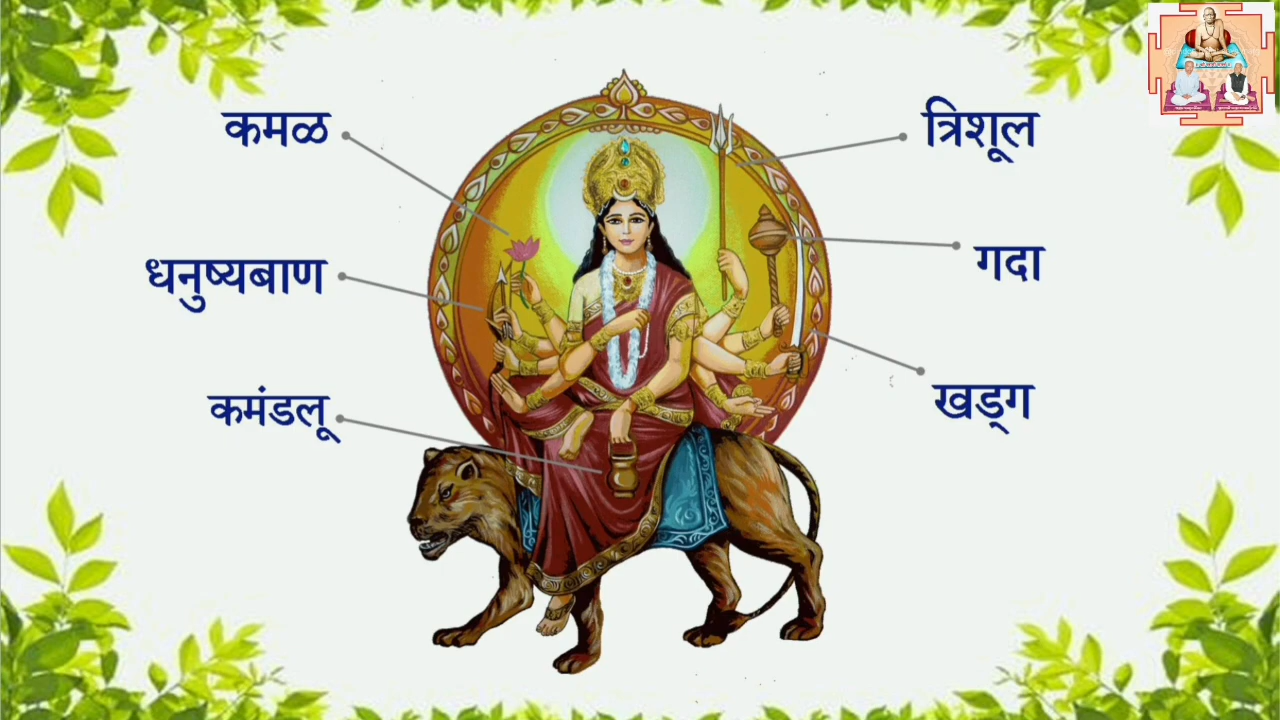 कमळ
त्रिशूल
धनुष्यबाण
गदा
कमंडलू
खड्ग